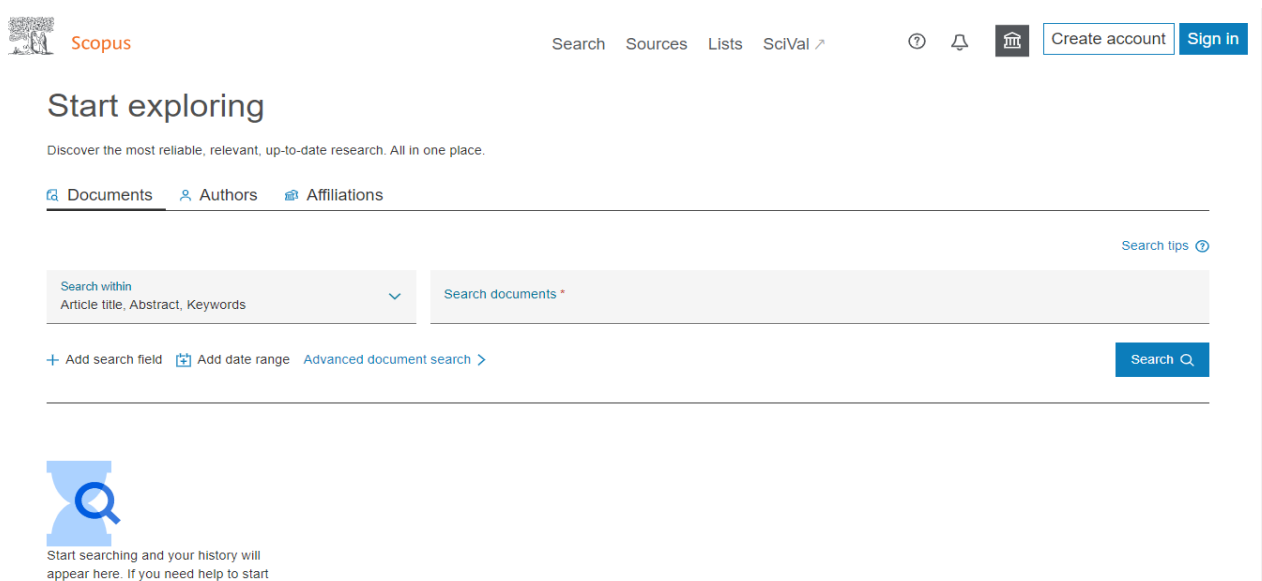 Scopus Search Sources Lists SciVal ↗ Create account Sign in
Start exploring
Discover the most reliable, relevant, up-to-date research. All in one place.
Documents Authors Affiliations
Search tips
Search within
Article title, Abstract, Keywords
Search documents *
+ Add search field Add date range Advanced document search >
Search
Start searching and your history will
appear here. If you need help to start